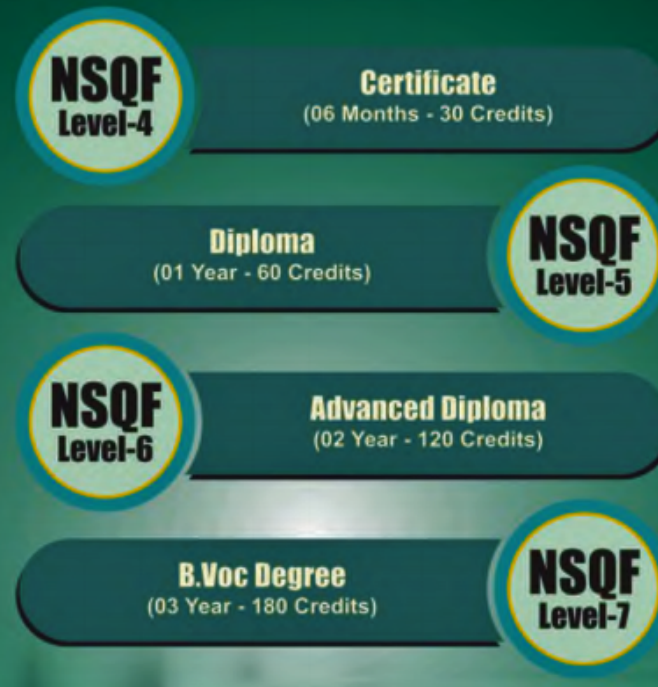 NSQF
Level-4
Certificate
(06 Months - 30 Credits)
Diploma
(01 Year - 60 Credits)
NSQF
Level-5
NSQF
Level-6
Advanced Diploma
(02 Year - 120 Credits)
B.Voc Degree
(03 Year - 180 Credits)
NSQF
Level-7